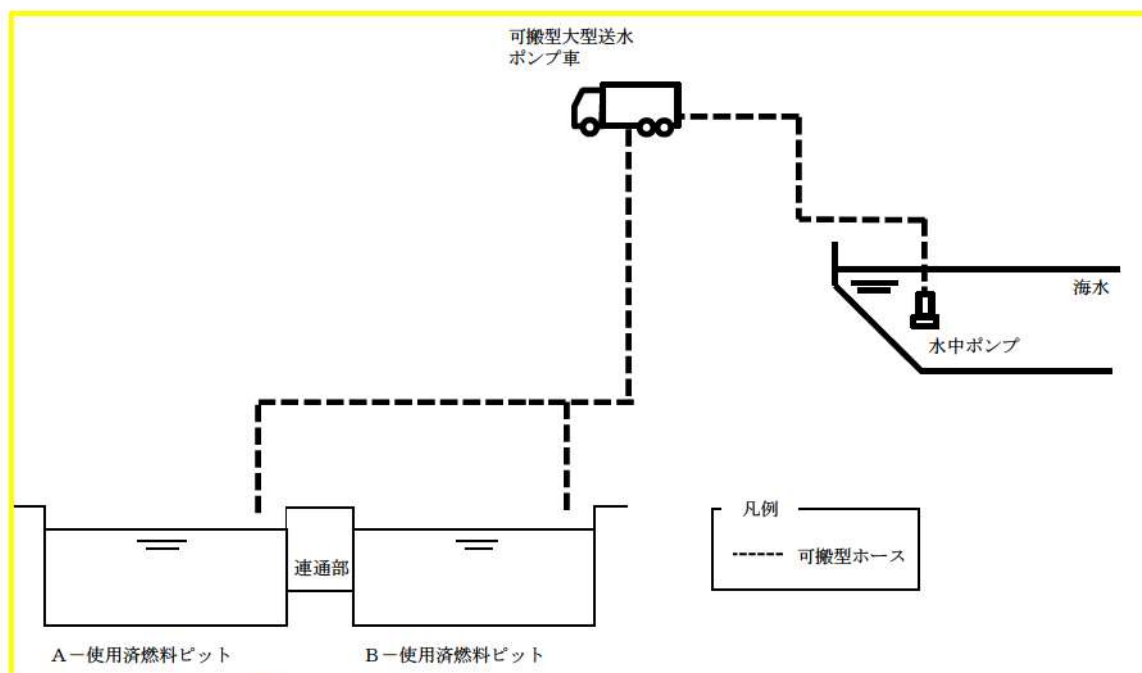 可搬型大型送水
ポンプ車
海水
水中ポンプ
凡例
可搬型ホース
連通部
A－使用済燃料ピット
B－使用済燃料ピット